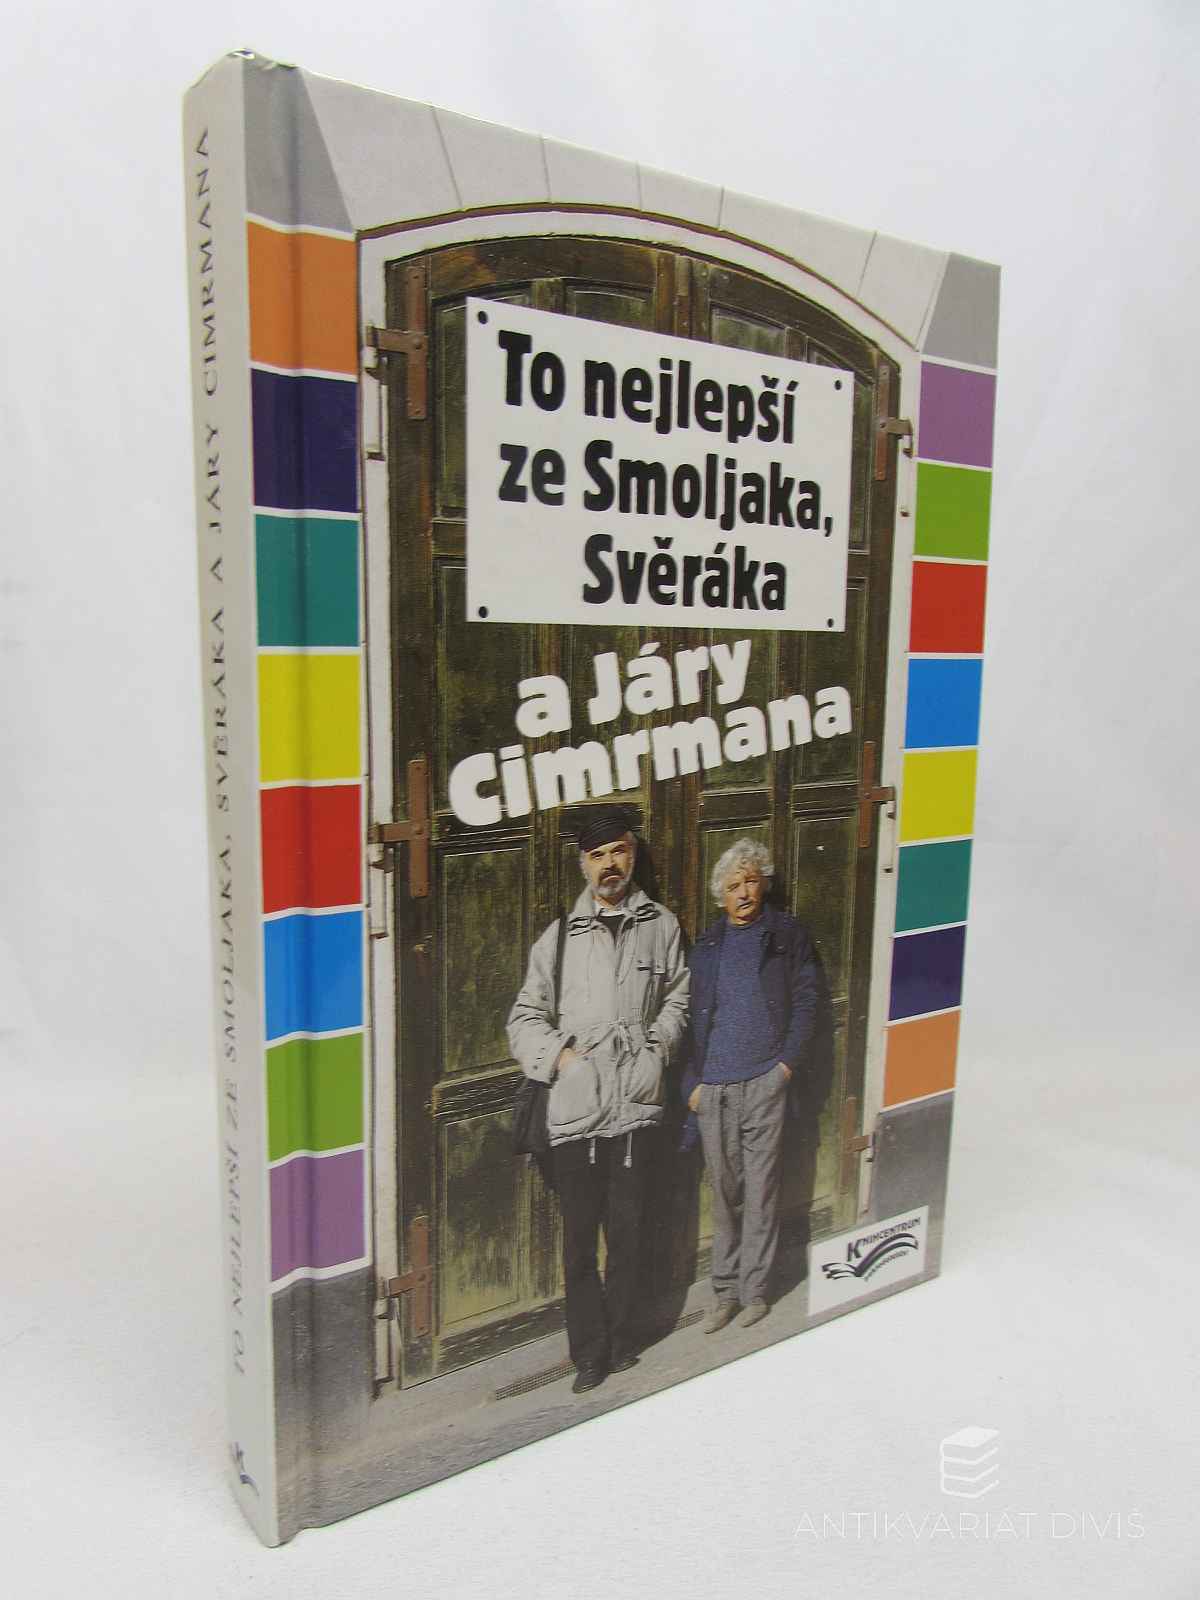 TO NEJLEPŠÍ ZE SMOLJAKA, SVĚRÁKA A JÁRY CIMRMANA
K
To nejlepší
ze Smoljaka,
Svěráka
a Járy
Cimrmana
KNIHCENTRUM
ANTIKVARIÁT DIVIŠ